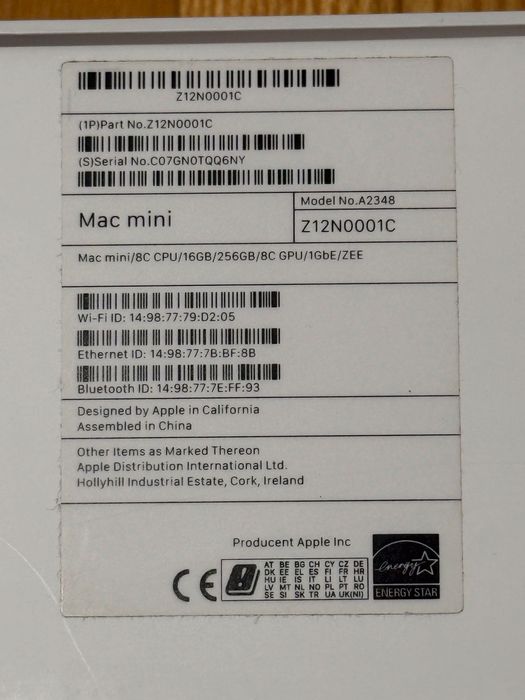 Z12N0001C
(1P)Part No.Z12N0001C
(S)Serial No.C07GN0TQQ6NY
Mac mini
Model No.A2348
Z12N0001C
Mac mini/8C CPU/16GB/256GB/8C GPU/1GbE/ZEE
Wi-Fi ID: 14:98:77:79:D2:05
Ethernet ID: 14:98:77:7B:BF:8B
Bluetooth ID: 14:98:77:7E:FF:93
Designed by Apple in California
Assembled in China
Other Items as Marked Thereon
Apple Distribution International Ltd.
Hollyhill Industrial Estate, Cork, Ireland
Producent Apple Inc
CE
AT BE BG CH CY CZ DE
DK EE EL ES FI FR HR
HU IE IS IT LI LT LU
LV MT NL NO PL PT RO
SE SI SK TR UA UK(NI)
energy
ENERGY STAR